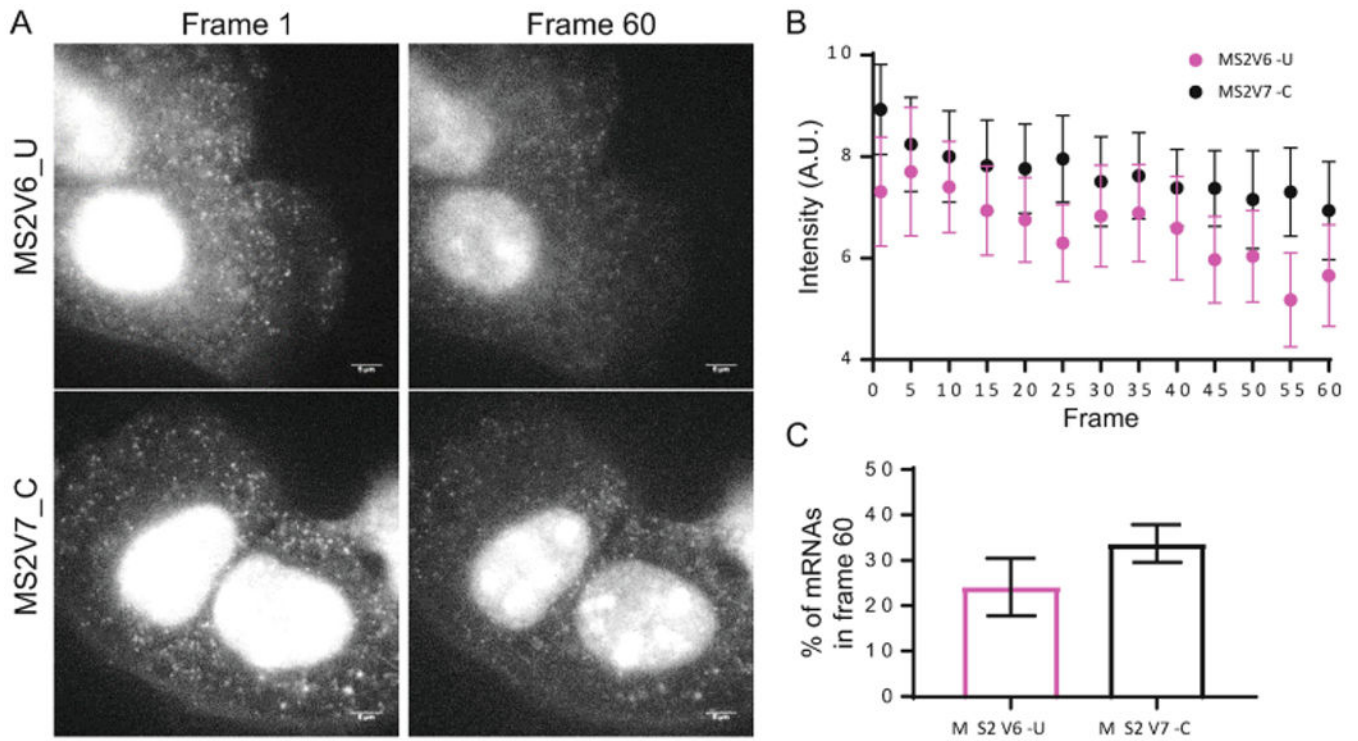 A
Frame 1
Frame 60
MS2V6_U
MS2V7_C
5μm
5μm
B
Intensity (A.U.)
10
8
6
4
MS2V6 -U
MS2V7 -C
0 5 10 15 20 25 30 35 40 45 50 55 60
Frame
C
% of mRNAs
in frame 60
50
40
30
20
10
0
M S2 V6 -U
M S2 V7 -C